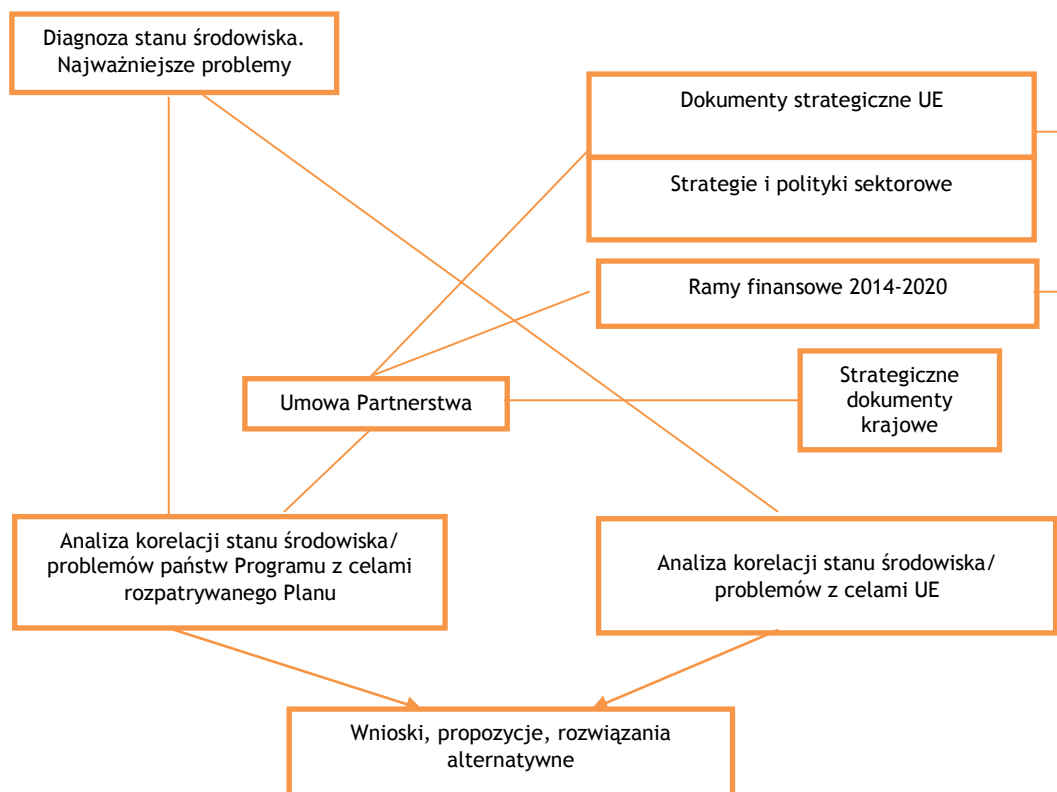 Diagnoza stanu środowiska.
Najważniejsze problemy
Dokumenty strategiczne UE
Strategie i polityki sektorowe
Ramy finansowe 2014-2020
Umowa Partnerstwa
Strategiczne
dokumenty
krajowe
Analiza korelacji stanu środowiska/
problemów państw Programu z celami
rozpatrywanego Planu
Analiza korelacji stanu środowiska/
problemów z celami UE
Wnioski, propozycje, rozwiązania
alternatywne